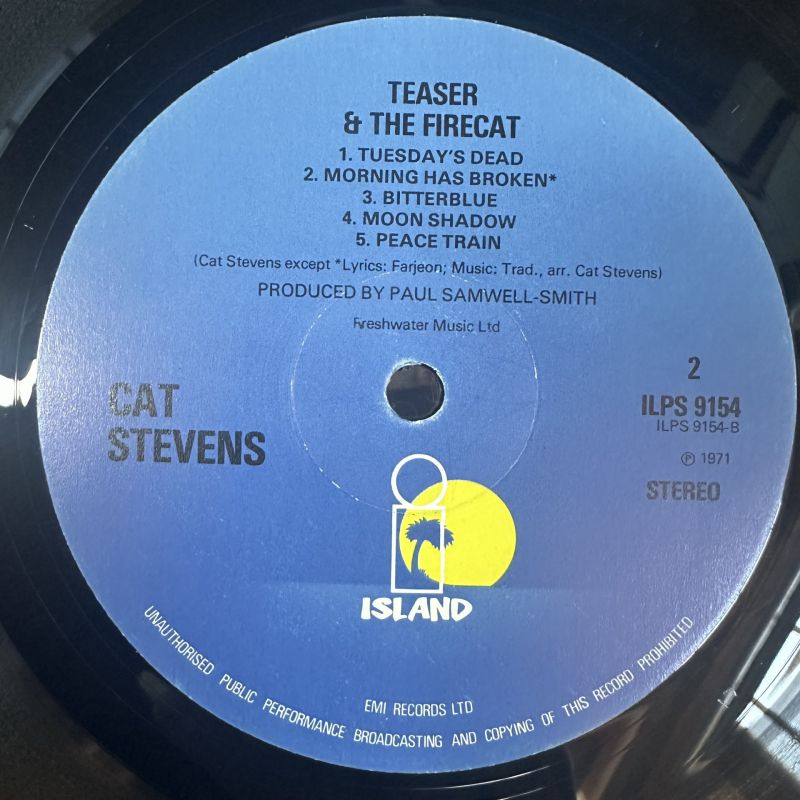 TEASER
& THE FIRECAT
1. TUESDAY'S DEAD
2. MORNING HAS BROKEN*
3. BITTERBLUE
4. MOON SHADOW
5. PEACE TRAIN
(Cat Stevens except *Lyrics: Farjeon; Music: Trad., arr. Cat Stevens)
PRODUCED BY PAUL SAMWELL-SMITH
Freshwater Music Ltd
CAT
STEVENS
2
ILPS 9154
ILPS 9154-B
℗ 1971
STEREO
i
ISLAND
EMI RECORDS LTD
UNAUTHORISED PUBLIC PERFORMANCE BROADCASTING AND COPYING OF THIS RECORD PROHIBITED